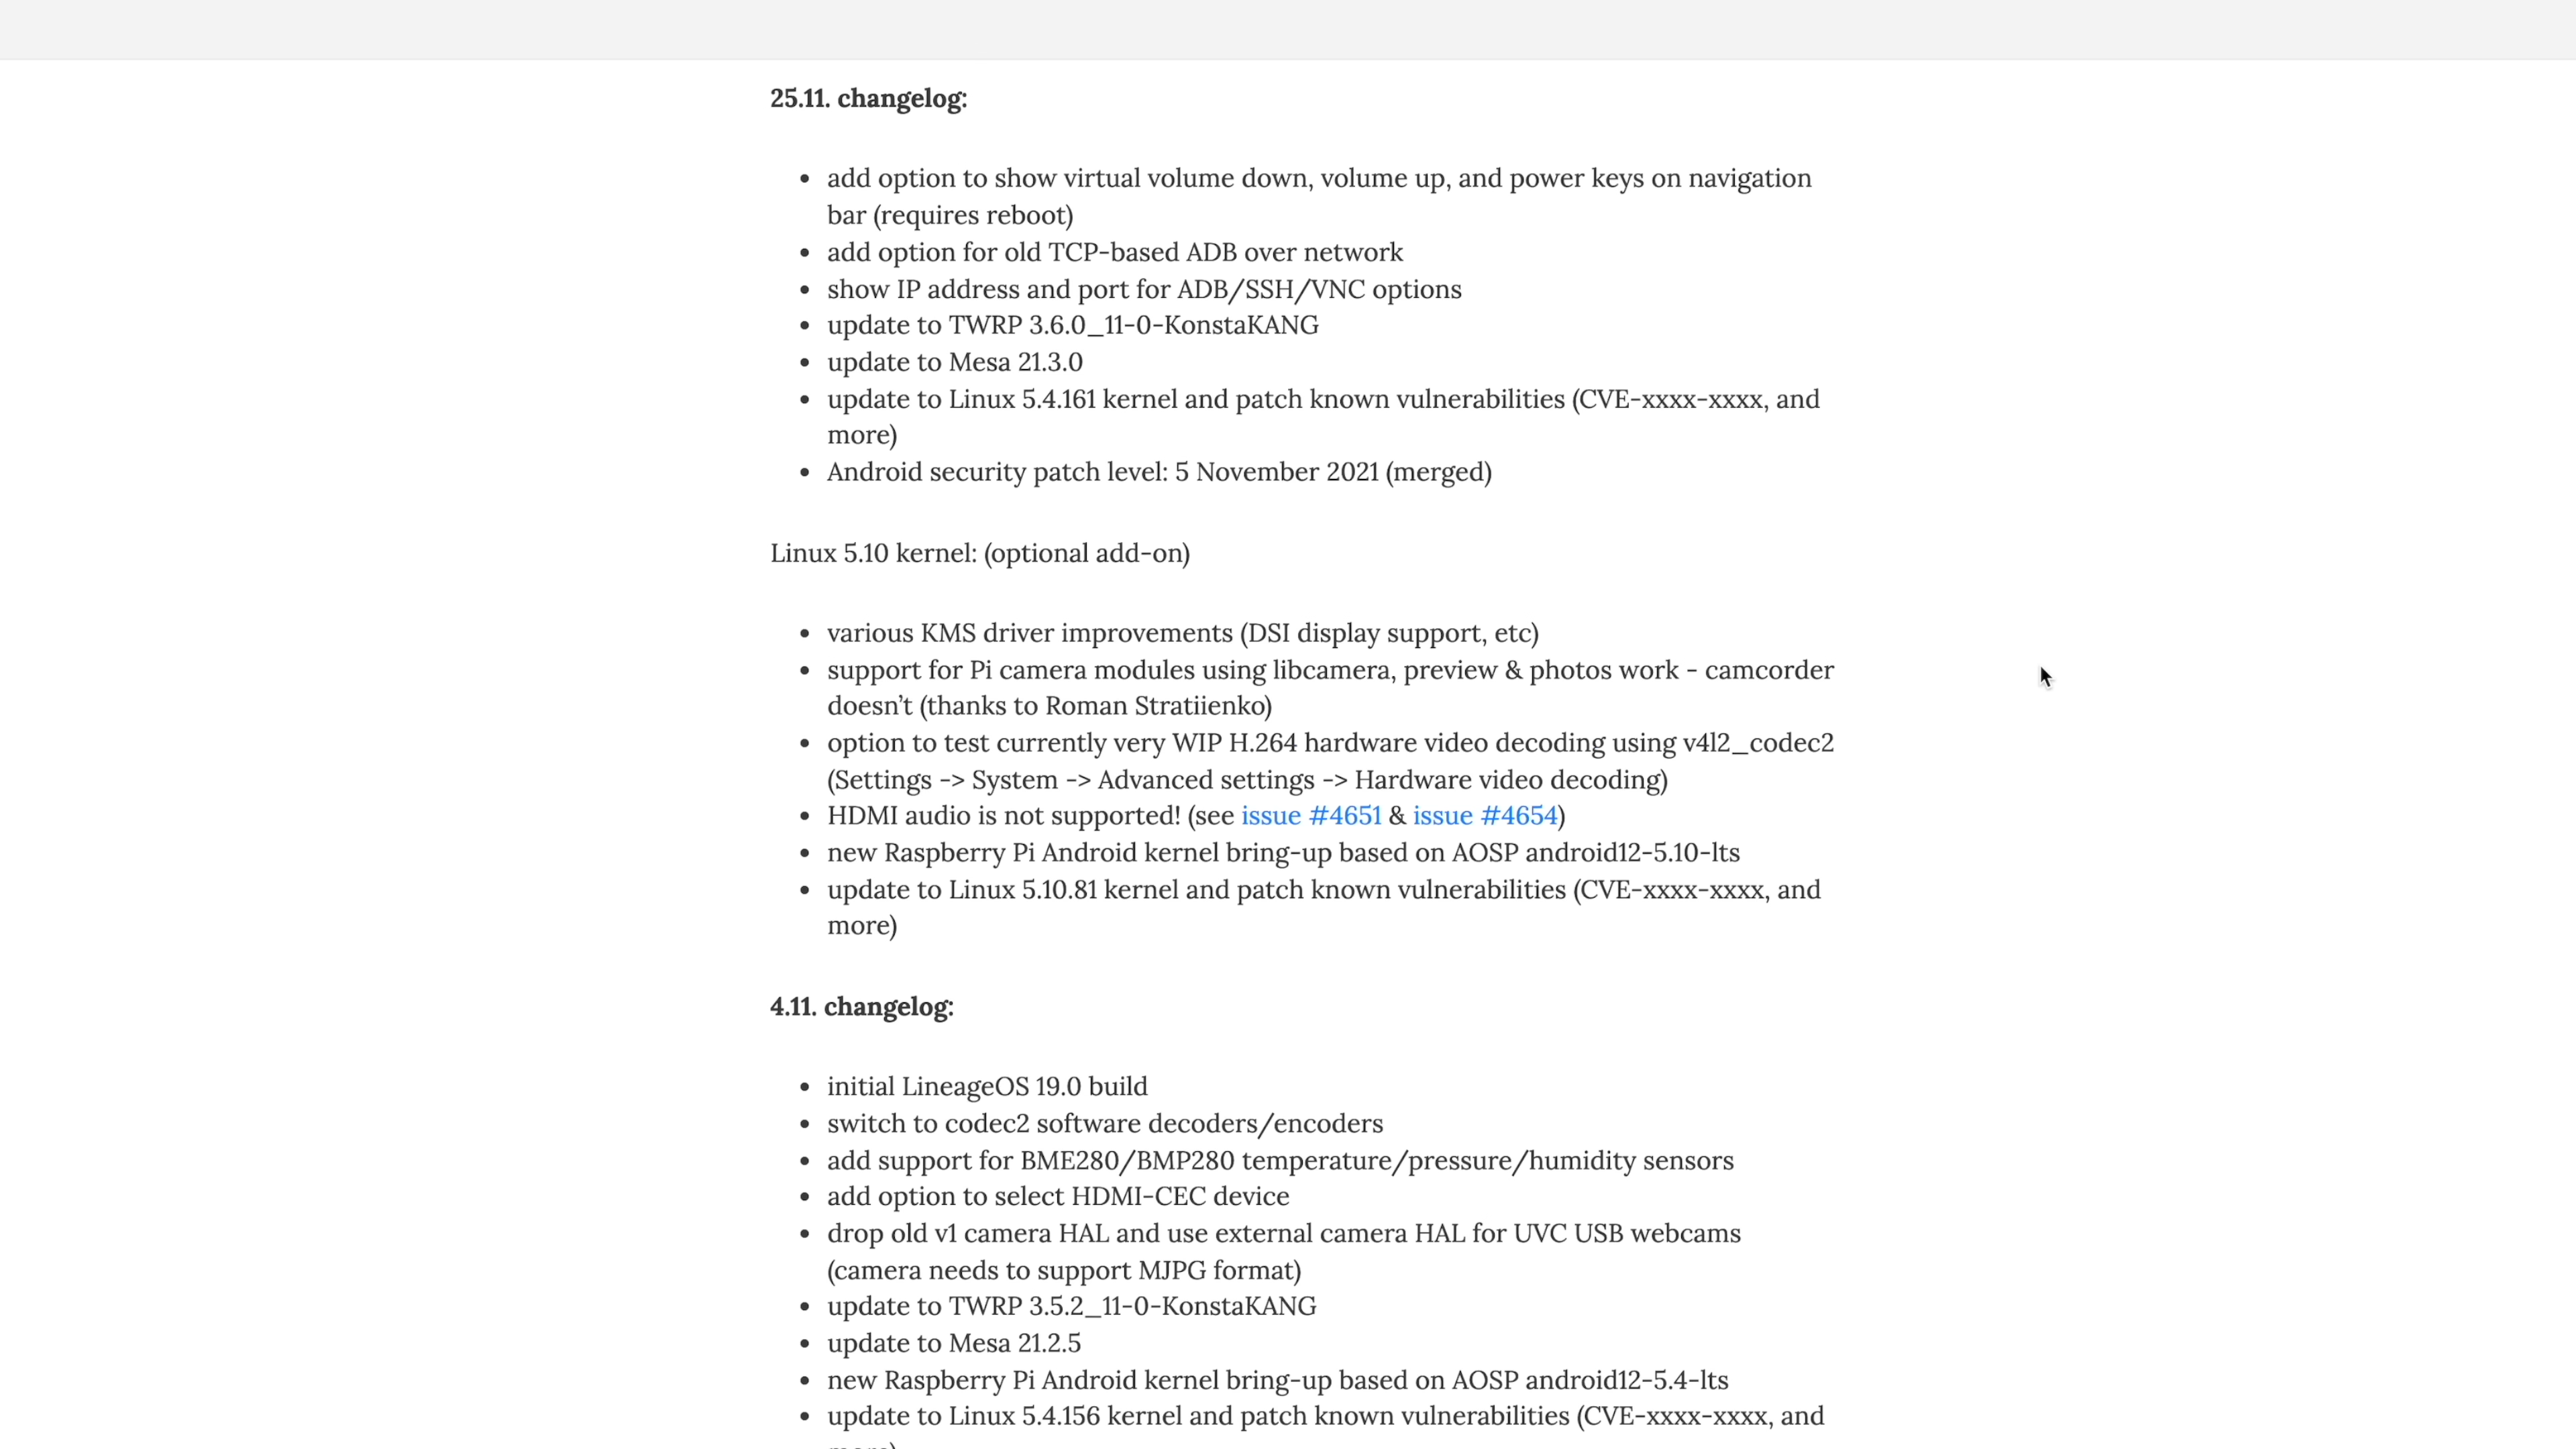 25.11. changelog:
add option to show virtual volume down, volume up, and power keys on navigation
bar (requires reboot)
add option for old TCP-based ADB over network
show IP address and port for ADB/SSH/VNC options
update to TWRP 3.6.0_11-0-KonstaKANG
update to Mesa 21.3.0
update to Linux 5.4.161 kernel and patch known vulnerabilities (CVE-xxxx-xxxx, and
more)
Android security patch level: 5 November 2021 (merged)
Linux 5.10 kernel: (optional add-on)
various KMS driver improvements (DSI display support, etc)
support for Pi camera modules using libcamera, preview & photos work - camcorder
doesn’t (thanks to Roman Stratiienko)
option to test currently very WIP H.264 hardware video decoding using v4l2_codec2
(Settings -> System -> Advanced settings -> Hardware video decoding)
HDMI audio is not supported! (see issue #4651 & issue #4654)
new Raspberry Pi Android kernel bring-up based on AOSP android12-5.10-lts
update to Linux 5.10.81 kernel and patch known vulnerabilities (CVE-xxxx-xxxx, and
more)
4.11. changelog:
initial LineageOS 19.0 build
switch to codec2 software decoders/encoders
add support for BME280/BMP280 temperature/pressure/humidity sensors
add option to select HDMI-CEC device
drop old v1 camera HAL and use external camera HAL for UVC USB webcams
(camera needs to support MJPG format)
update to TWRP 3.5.2_11-0-KonstaKANG
update to Mesa 21.2.5
new Raspberry Pi Android kernel bring-up based on AOSP android12-5.4-lts
update to Linux 5.4.156 kernel and patch known vulnerabilities (CVE-xxxx-xxxx, and